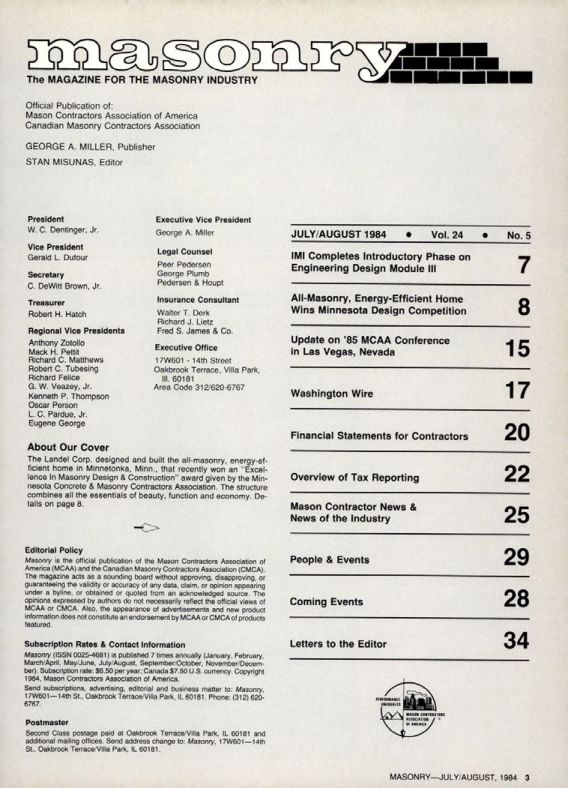 masonry
The MAGAZINE FOR THE MASONRY INDUSTRY
Official Publication of:
Mason Contractors Association of America
Canadian Masonry Contractors Association
GEORGE A. MILLER, Publisher
STAN MISUNAS, Editor
President
W. C. Dentinger, Jr.
Vice President
Gerald L. Dufour
Secretary
C. DeWitt Brown, Jr.
Treasurer
Robert H. Hatch
Regional Vice Presidents
Anthony Zotollo
Mack H. Pettit
Richard C. Matthews
Robert C. Tubesing
Richard Felice
G. W. Veazey, Jr.
Kenneth P. Thompson
Oscar Person
L. C. Pardue, Jr.
Eugene George
Executive Vice President
George A. Miller
Legal Counsel
Peer Pedersen
George Plumb
Pedersen & Houpt
Insurance Consultant
Walter T. Derk
Richard J. Lietz
Fred S. James & Co.
Executive Office
17W601 - 14th Street
Oakbrook Terrace, Villa Park,
Ill. 60181
Area Code 312/620-6767
About Our Cover
The Landel Corp. designed and built the all-masonry, energy-ef-
ficient home in Minnetonka, Minn., that recently won an "Excel-
lence In Masonry Design & Construction" award given by the Min-
nesota Concrete & Masonry Contractors Association. The structure
combines all the essentials of beauty, function and economy. De-
tails on page 8.
Editorial Policy
Masonry is the official publication of the Mason Contractors Association of
America (MCAA) and the Canadian Masonry Contractors Association (CMCA).
The magazine acts as a sounding board without approving, disapproving, or
guaranteeing the validity or accuracy of any data, claim, or opinion appearing
under a byline, or obtained or quoted from an acknowledged source. The
opinions expressed by authors do not necessarily reflect the official views of
MCAA or CMCA. Also, the appearance of advertisements and new product
information does not constitute an endorsement by MCAA or CMCA of products
featured.
Subscription Rates & Contact Information
Masonry (ISSN 0025-4681) is published 7 times annually (January, February,
March/April, May/June, July/August, September/October, November/Decem-
ber). Subscription rate: $6.50 per year; Canada $7.50 U.S. currency. Copyright
1984, Mason Contractors Association of America.
Send subscriptions, advertising, editorial and business matter to: Masonry,
17W601—14th St., Oakbrook Terrace/Villa Park, IL 60181. Phone: (312) 620-
6767.
Postmaster
Second Class postage paid at Oakbrook Terrace/Villa Park, IL 60181 and
additional mailing offices. Send address change to: Masonry, 17W601—14th
St., Oakbrook Terrace/Villa Park, IL 60181.
JULY/AUGUST 1984 • Vol. 24 • No. 5
IMI Completes Introductory Phase on
Engineering Design Module III 7
All-Masonry, Energy-Efficient Home
Wins Minnesota Design Competition 8
Update on '85 MCAA Conference
in Las Vegas, Nevada 15
Washington Wire 17
Financial Statements for Contractors 20
Overview of Tax Reporting 22
Mason Contractor News &
News of the Industry 25
People & Events 29
Coming Events 28
Letters to the Editor 34
MASON CONTRACTORS
ASSOCIATION
OF AMERICA
MASONRY—JULY/AUGUST, 1984 3